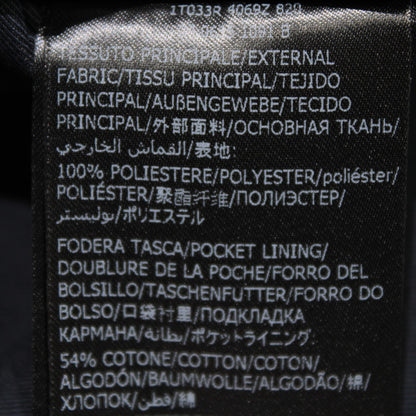 1T033R 4069Z 829
TESSUTO PRINCIPALE/EXTERNAL
FABRIC/TISSU PRINCIPAL/TEJIDO
PRINCIPAL/AUßENGEWEBE/TECIDO
PRINCIPAL/外部面料/ОСНОВНАЯ ТКАНЬ/
القماش الخارجي/表地:
100% POLIESTERE/POLYESTER/poliéster/
POLIÉSTER/聚酯纤维/ПОЛИЭСТЕР/
بوليستر/ポリエステル
FODERA TASCA/POCKET LINING/
DOUBLURE DE LA POCHE/FORRO DEL
BOLSILLO/TASCHENFUTTER/FORRO DO
BOLSO/口袋衬里/ПОДКЛАДКА
КАРМАНА/بطانة/ポケットライニング:
54% COTONE/COTTON/COTON/
ALGODÓN/BAUMWOLLE/ALGODÃO/棉/
ХЛОПОК/قطن/綿